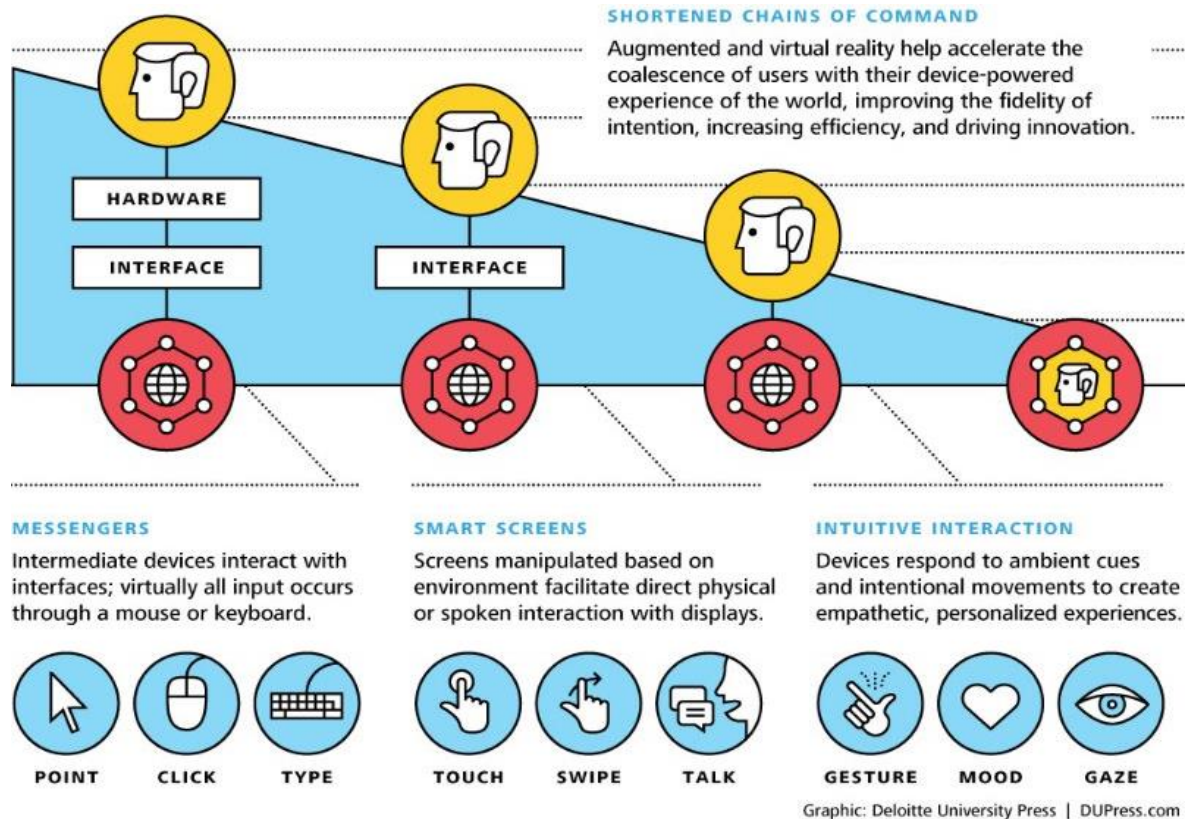 SHORTENED CHAINS OF COMMAND
Augmented and virtual reality help accelerate the
coalescence of users with their device-powered
experience of the world, improving the fidelity of
intention, increasing efficiency, and driving innovation.
HARDWARE
INTERFACE
INTERFACE
MESSENGERS
Intermediate devices interact with
interfaces; virtually all input occurs
through a mouse or keyboard.
POINT
CLICK
TYPE
SMART SCREENS
Screens manipulated based on
environment facilitate direct physical
or spoken interaction with displays.
TOUCH
SWIPE
TALK
INTUITIVE INTERACTION
Devices respond to ambient cues
and intentional movements to create
empathetic, personalized experiences.
GESTURE
MOOD
GAZE
Graphic: Deloitte University Press | DUPress.com